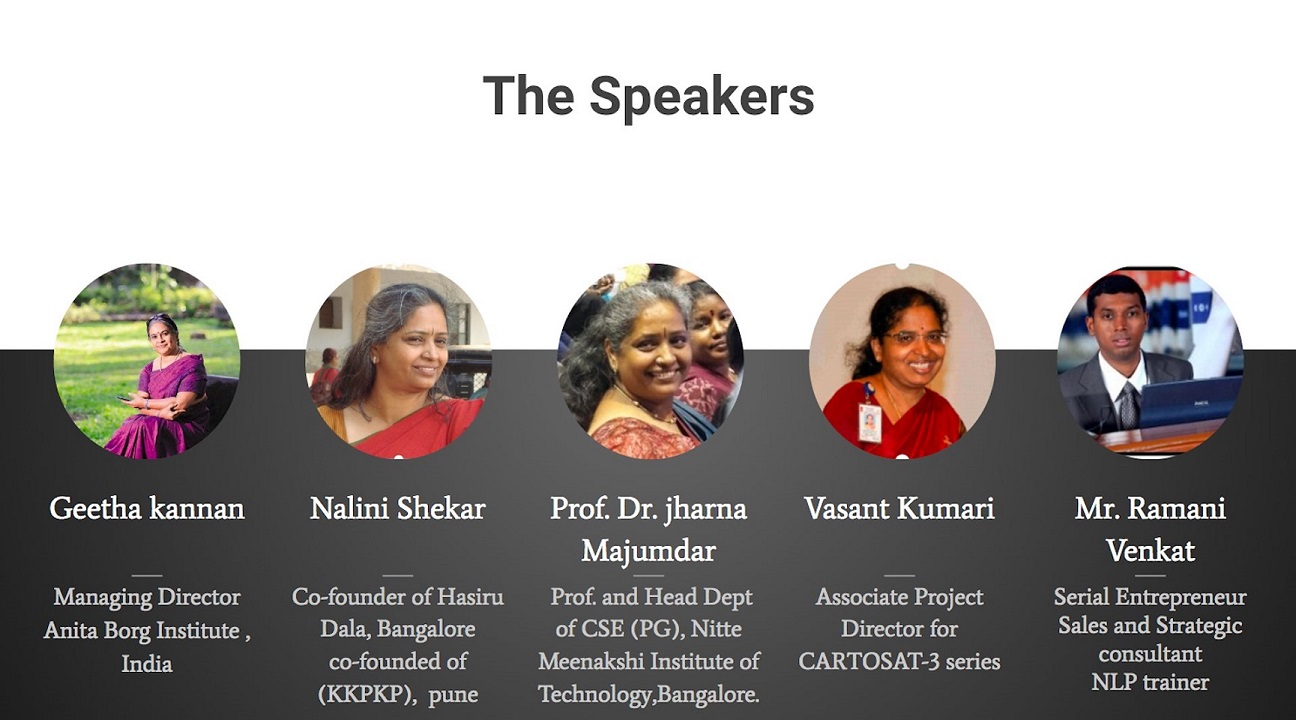 The Speakers
Geetha kannan
Managing Director
Anita Borg Institute ,
India
Nalini Shekar
Co-founder of Hasiru
Dala, Bangalore
co-founded of
(KKPKP), pune
Prof. Dr. jharna
Majumdar
Prof. and Head Dept
of CSE (PG), Nitte
Meenakshi Institute of
Technology,Bangalore.
Vasant Kumari
Associate Project
Director for
CARTOSAT-3 series
Mr. Ramani
Venkat
Serial Entrepreneur
Sales and Strategic
consultant
NLP trainer